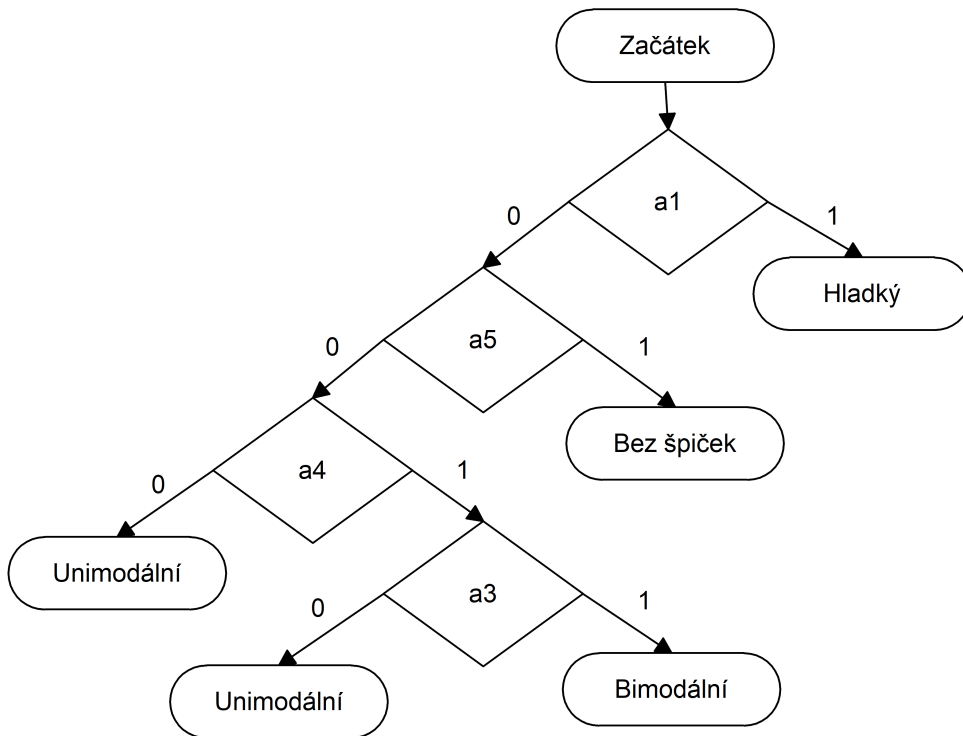 Začátek
a1
0
1
Hladký
a5
0
1
Bez špiček
a4
0
1
Unimodální
a3
0
1
Unimodální
Bimodální